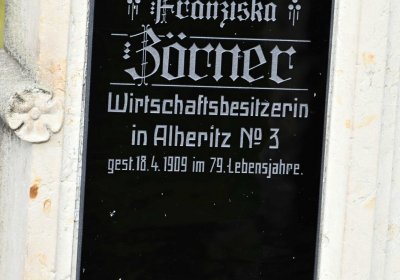 Franziska
Zörner
Wirtschaftsbesitzerin
in Alberitz No 3
gest. 18. 4. 1909 im 79. Lebensjahre.